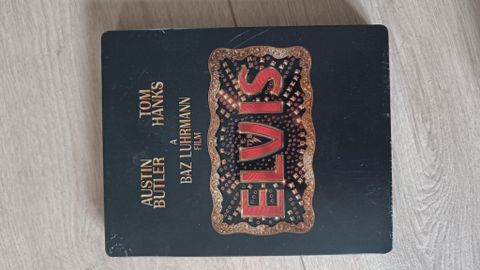 AUSTIN BUTLER
TOM HANKS
A
BAZ LUHRMANN
FILM
ELVIS